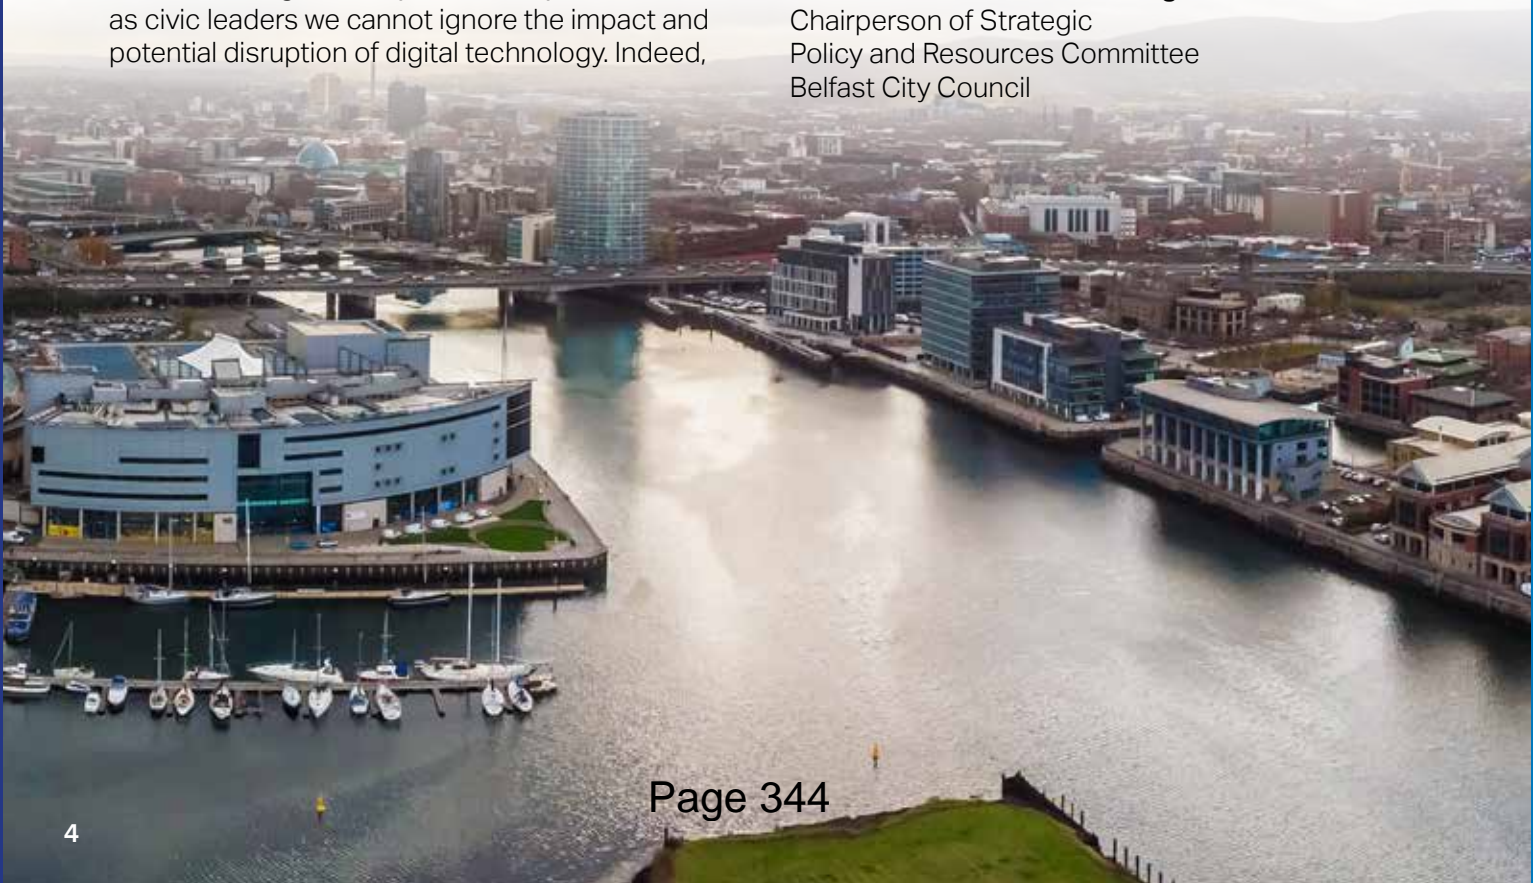 as civic leaders we cannot ignore the impact and
potential disruption of digital technology. Indeed,
Chairperson of Strategic
Policy and Resources Committee
Belfast City Council
Page 344
4